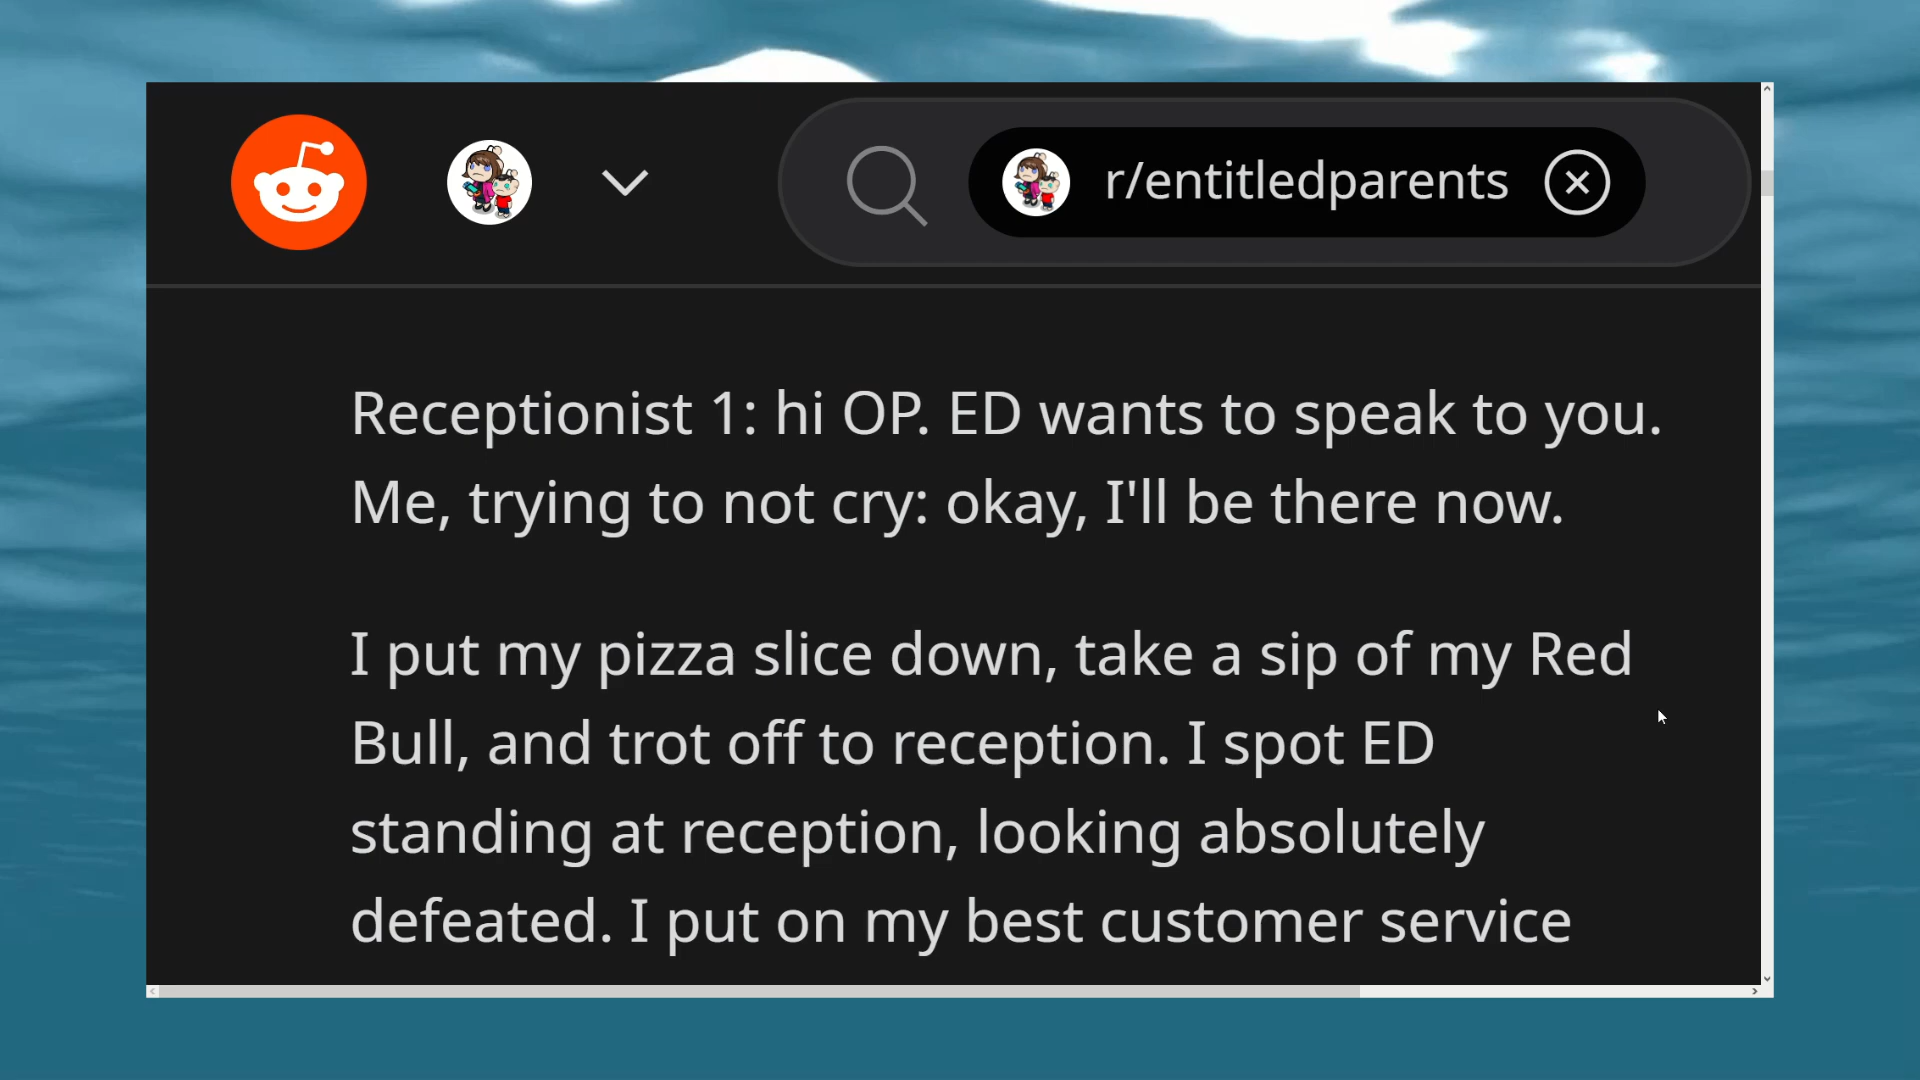 r/entitledparents
Receptionist 1: hi OP. ED wants to speak to you.
Me, trying to not cry: okay, I'll be there now.
I put my pizza slice down, take a sip of my Red
Bull, and trot off to reception. I spot ED
standing at reception, looking absolutely
defeated. I put on my best customer service